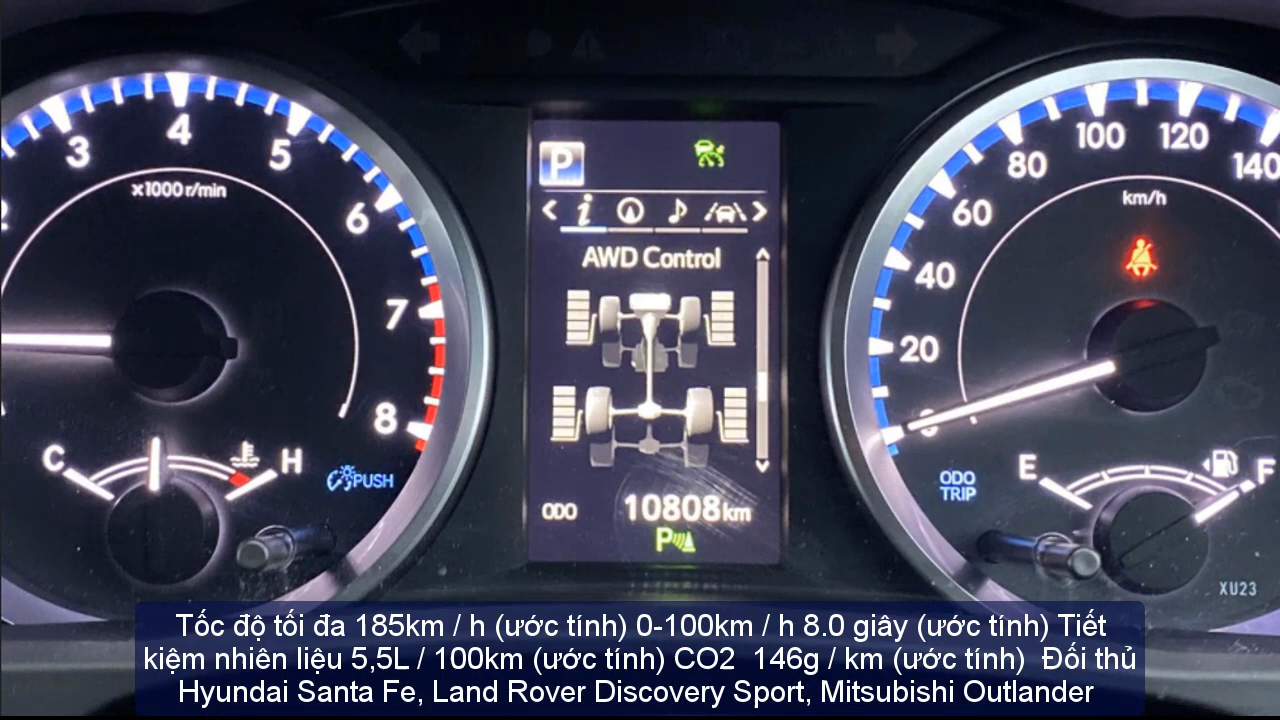 2
3
4
5
6
7
8
x1000 r/min
C
H
PUSH
P
i
AWD Control
ODO
10808 km
P
0
20
40
60
80
100
120
140
km/h
ODO
TRIP
E
F
XU23
Tốc độ tối đa 185km / h (ước tính) 0-100km / h 8.0 giây (ước tính) Tiết
kiệm nhiên liệu 5,5L / 100km (ước tính) CO2 146g / km (ước tính) Đối thủ
Hyundai Santa Fe, Land Rover Discovery Sport, Mitsubishi Outlander